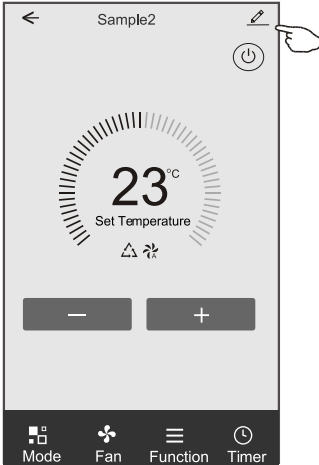 Sample2
23°C
Set Temperature
A
Mode Fan Function Timer